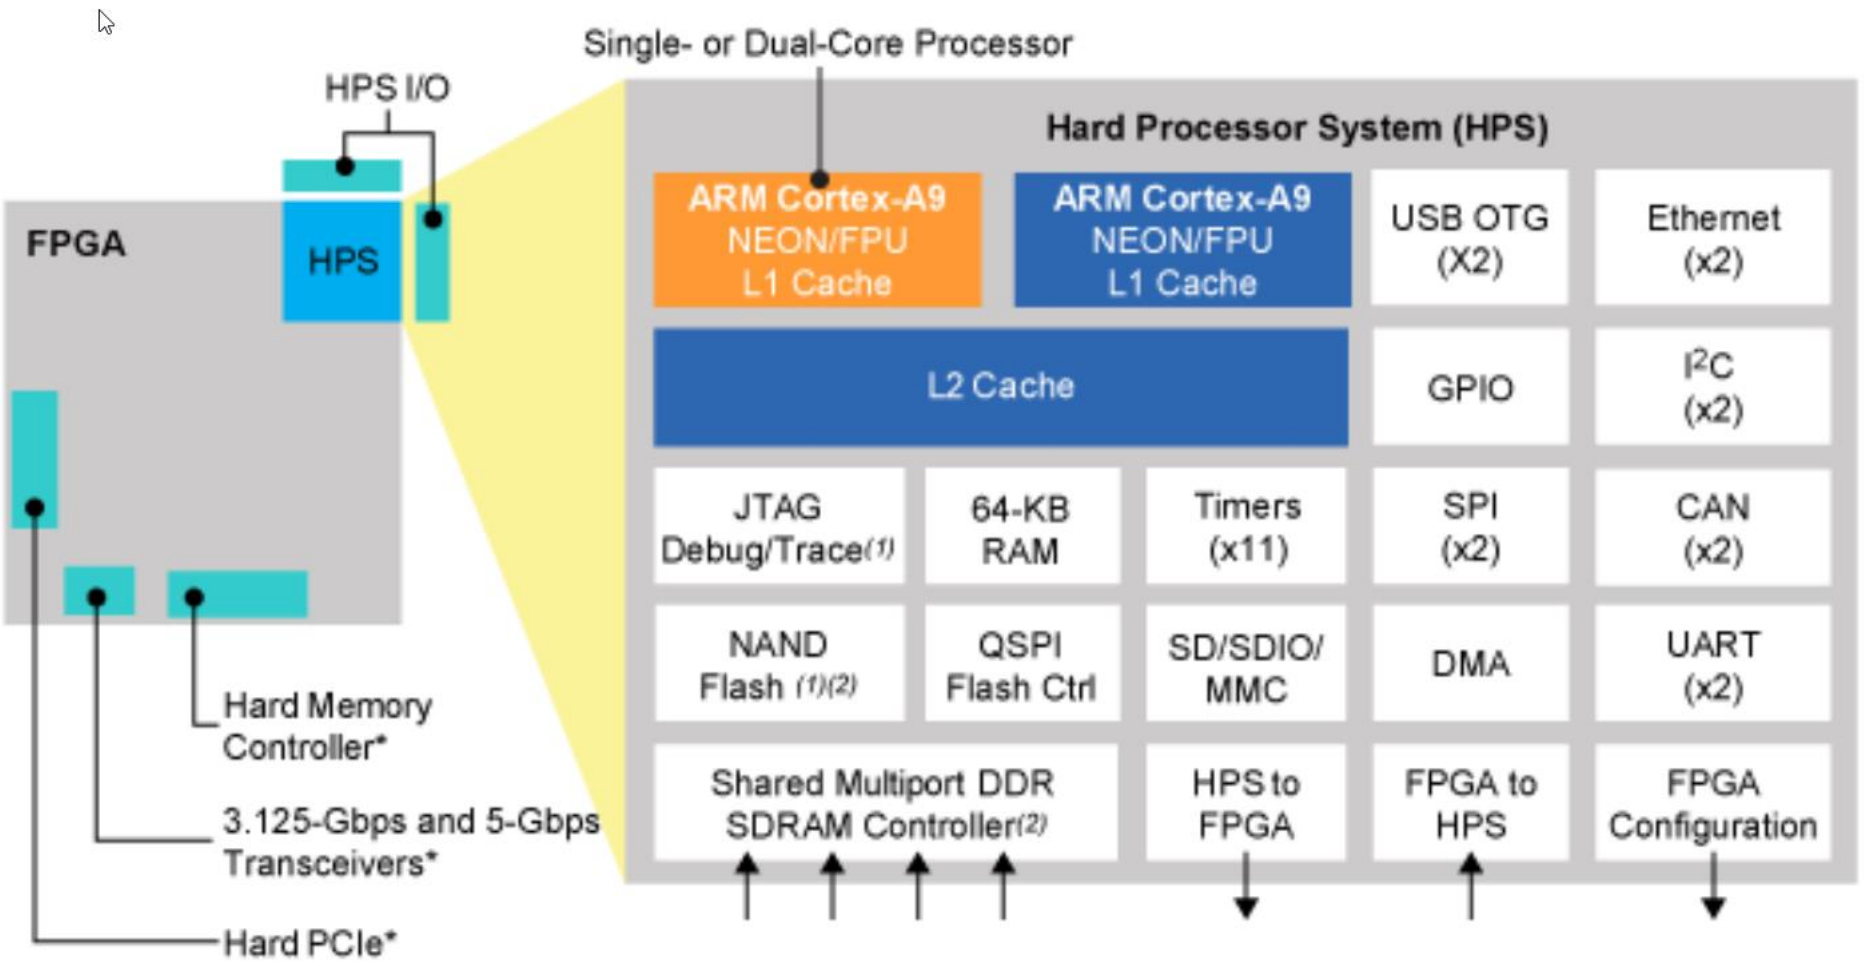 Single- or Dual-Core Processor
HPS I/O
Hard Processor System (HPS)
FPGA
HPS
ARM Cortex-A9
NEON/FPU
L1 Cache
ARM Cortex-A9
NEON/FPU
L1 Cache
USB OTG
(X2)
Ethernet
(x2)
L2 Cache
GPIO
I²C
(x2)
JTAG
Debug/Trace(1)
64-KB
RAM
Timers
(x11)
SPI
(x2)
CAN
(x2)
NAND
Flash (1)(2)
QSPI
Flash Ctrl
SD/SDIO/
MMC
DMA
UART
(x2)
Shared Multiport DDR
SDRAM Controller(2)
HPS to
FPGA
FPGA to
HPS
FPGA
Configuration
Hard Memory
Controller*
3.125-Gbps and 5-Gbps
Transceivers*
Hard PCIe*